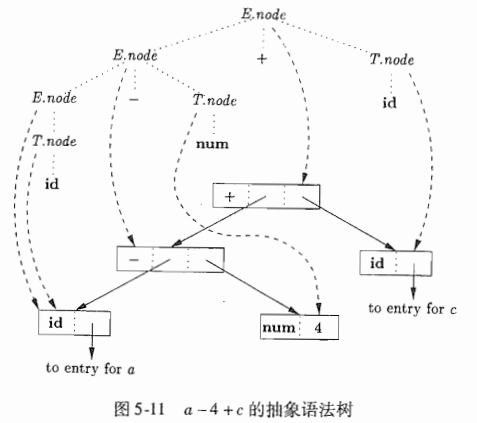 E.node
E.node + T.node
E.node − T.node id
T.node num
id
+
− id
to entry for c
id num 4
to entry for a
图 5-11 a − 4 + c 的抽象语法树